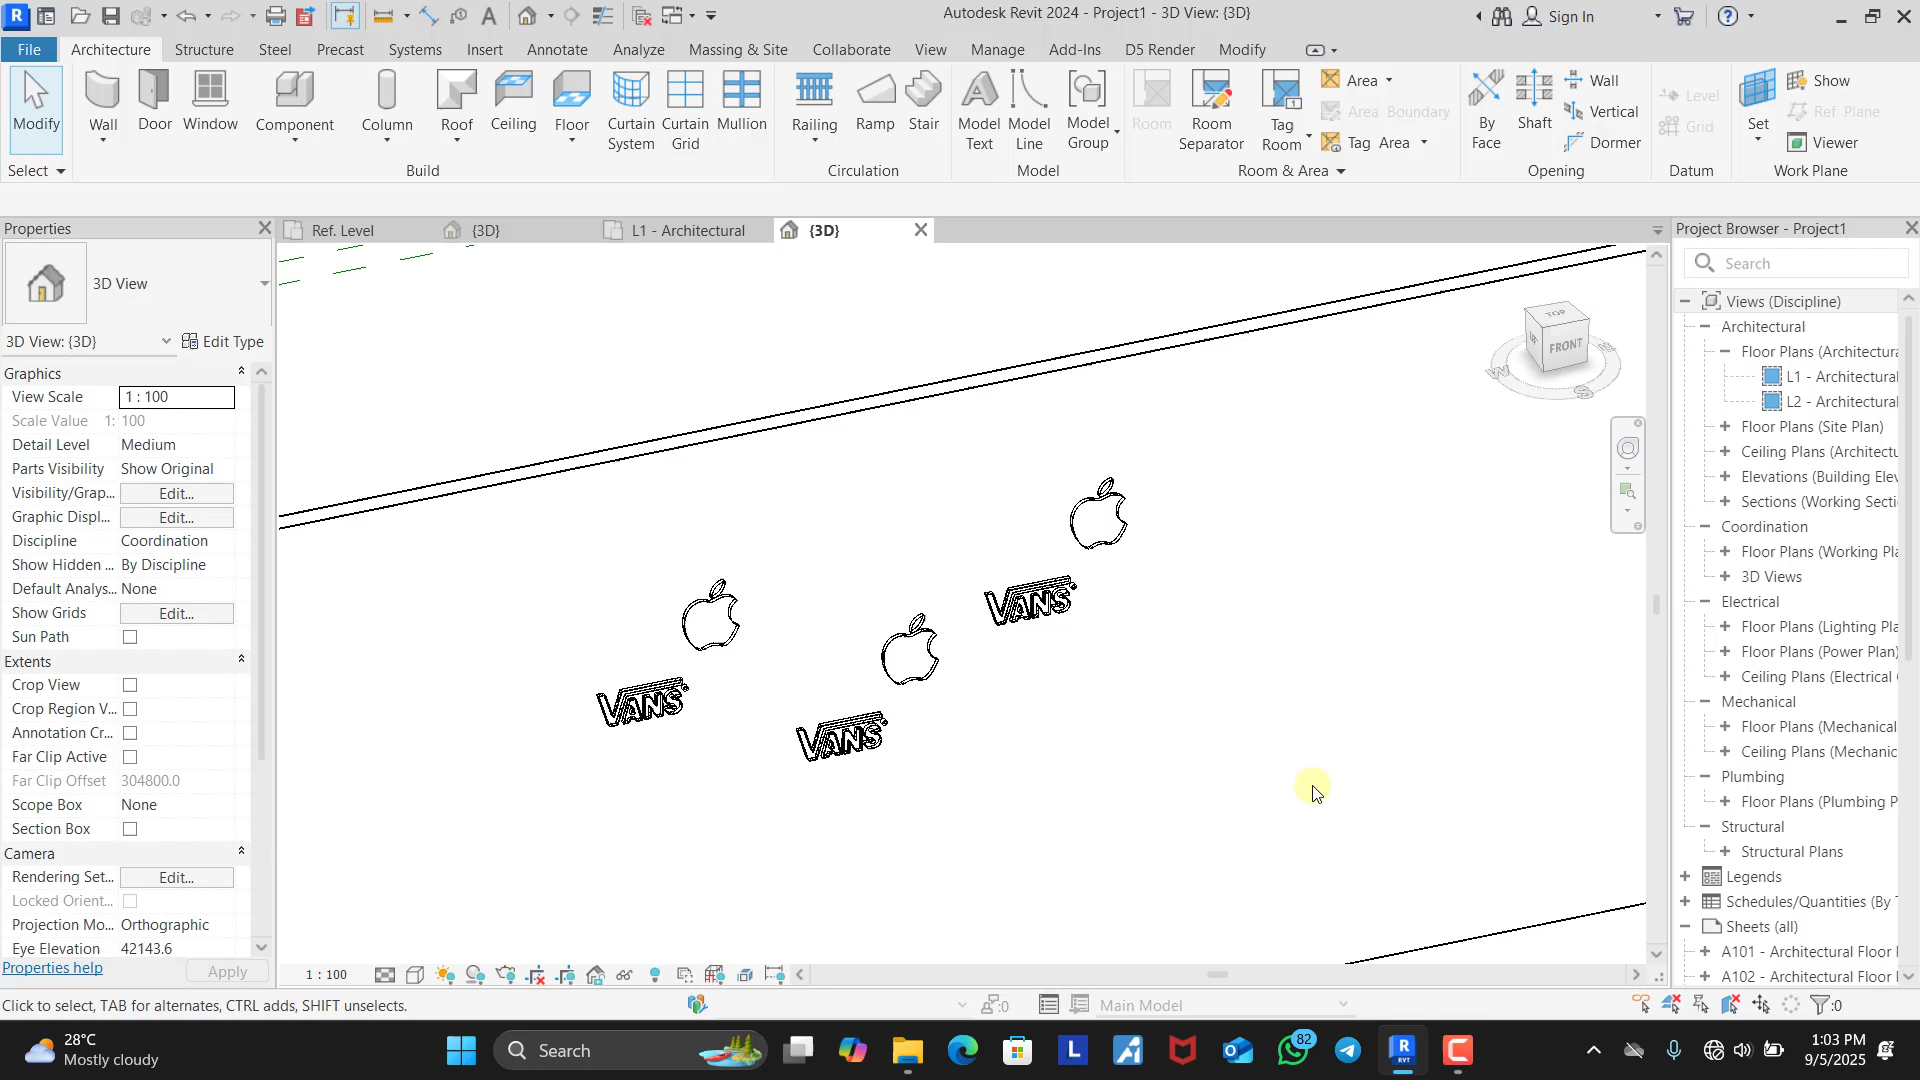 Autodesk Revit 2024 - Project1 - 3D View: {3D}
Sign In
File Architecture Structure Steel Precast Systems Insert Annotate Analyze Massing & Site Collaborate View Manage Add-Ins D5 Render Modify
Modify
Wall
Door
Window
Component
Column
Roof
Ceiling
Floor
Curtain System
Curtain Grid
Mullion
Railing
Ramp
Stair
Model Text
Model Line
Model Group
Room
Room Separator
Tag Room
Area
Area Boundary
Tag Area
By Face
Shaft
Wall
Vertical
Dormer
Level
Grid
Set
Show
Ref Plane
Viewer
Select Build Circulation Model Room & Area Opening Datum Work Plane
Properties
Ref. Level
{3D}
L1 - Architectural
{3D}
Project Browser - Project1
3D View
Search
3D View: {3D} Edit Type
Graphics
View Scale 1 : 100
Scale Value 1: 100
Detail Level Medium
Parts Visibility Show Original
Visibility/Grap... Edit...
Graphic Displ... Edit...
Discipline Coordination
Show Hidden ... By Discipline
Default Analys... None
Show Grids Edit...
Sun Path
Extents
Crop View
Crop Region V...
Annotation Cr...
Far Clip Active
Far Clip Offset 304800.0
Scope Box None
Section Box
Camera
Rendering Set... Edit...
Locked Orient...
Projection Mo... Orthographic
Eye Elevation 42143.6
Properties help Apply
TOP
FRONT
W
S
VANS
VANS
VANS
Views (Discipline)
Architectural
Floor Plans (Architectura
L1 - Architectural
L2 - Architectural
Floor Plans (Site Plan)
Ceiling Plans (Architectu
Elevations (Building Elev
Sections (Working Secti
Coordination
Floor Plans (Working Pla
3D Views
Electrical
Floor Plans (Lighting Pla
Floor Plans (Power Plan)
Ceiling Plans (Electrical
Mechanical
Floor Plans (Mechanical
Ceiling Plans (Mechanic
Plumbing
Floor Plans (Plumbing P
Structural
Structural Plans
Legends
Schedules/Quantities (By
Sheets (all)
A101 - Architectural Floor
A102 - Architectural Floor
1 : 100
Click to select, TAB for alternates, CTRL adds, SHIFT unselects.
:0
Main Model
:0
28°C
Mostly cloudy
Search
82
1:03 PM
9/5/2025